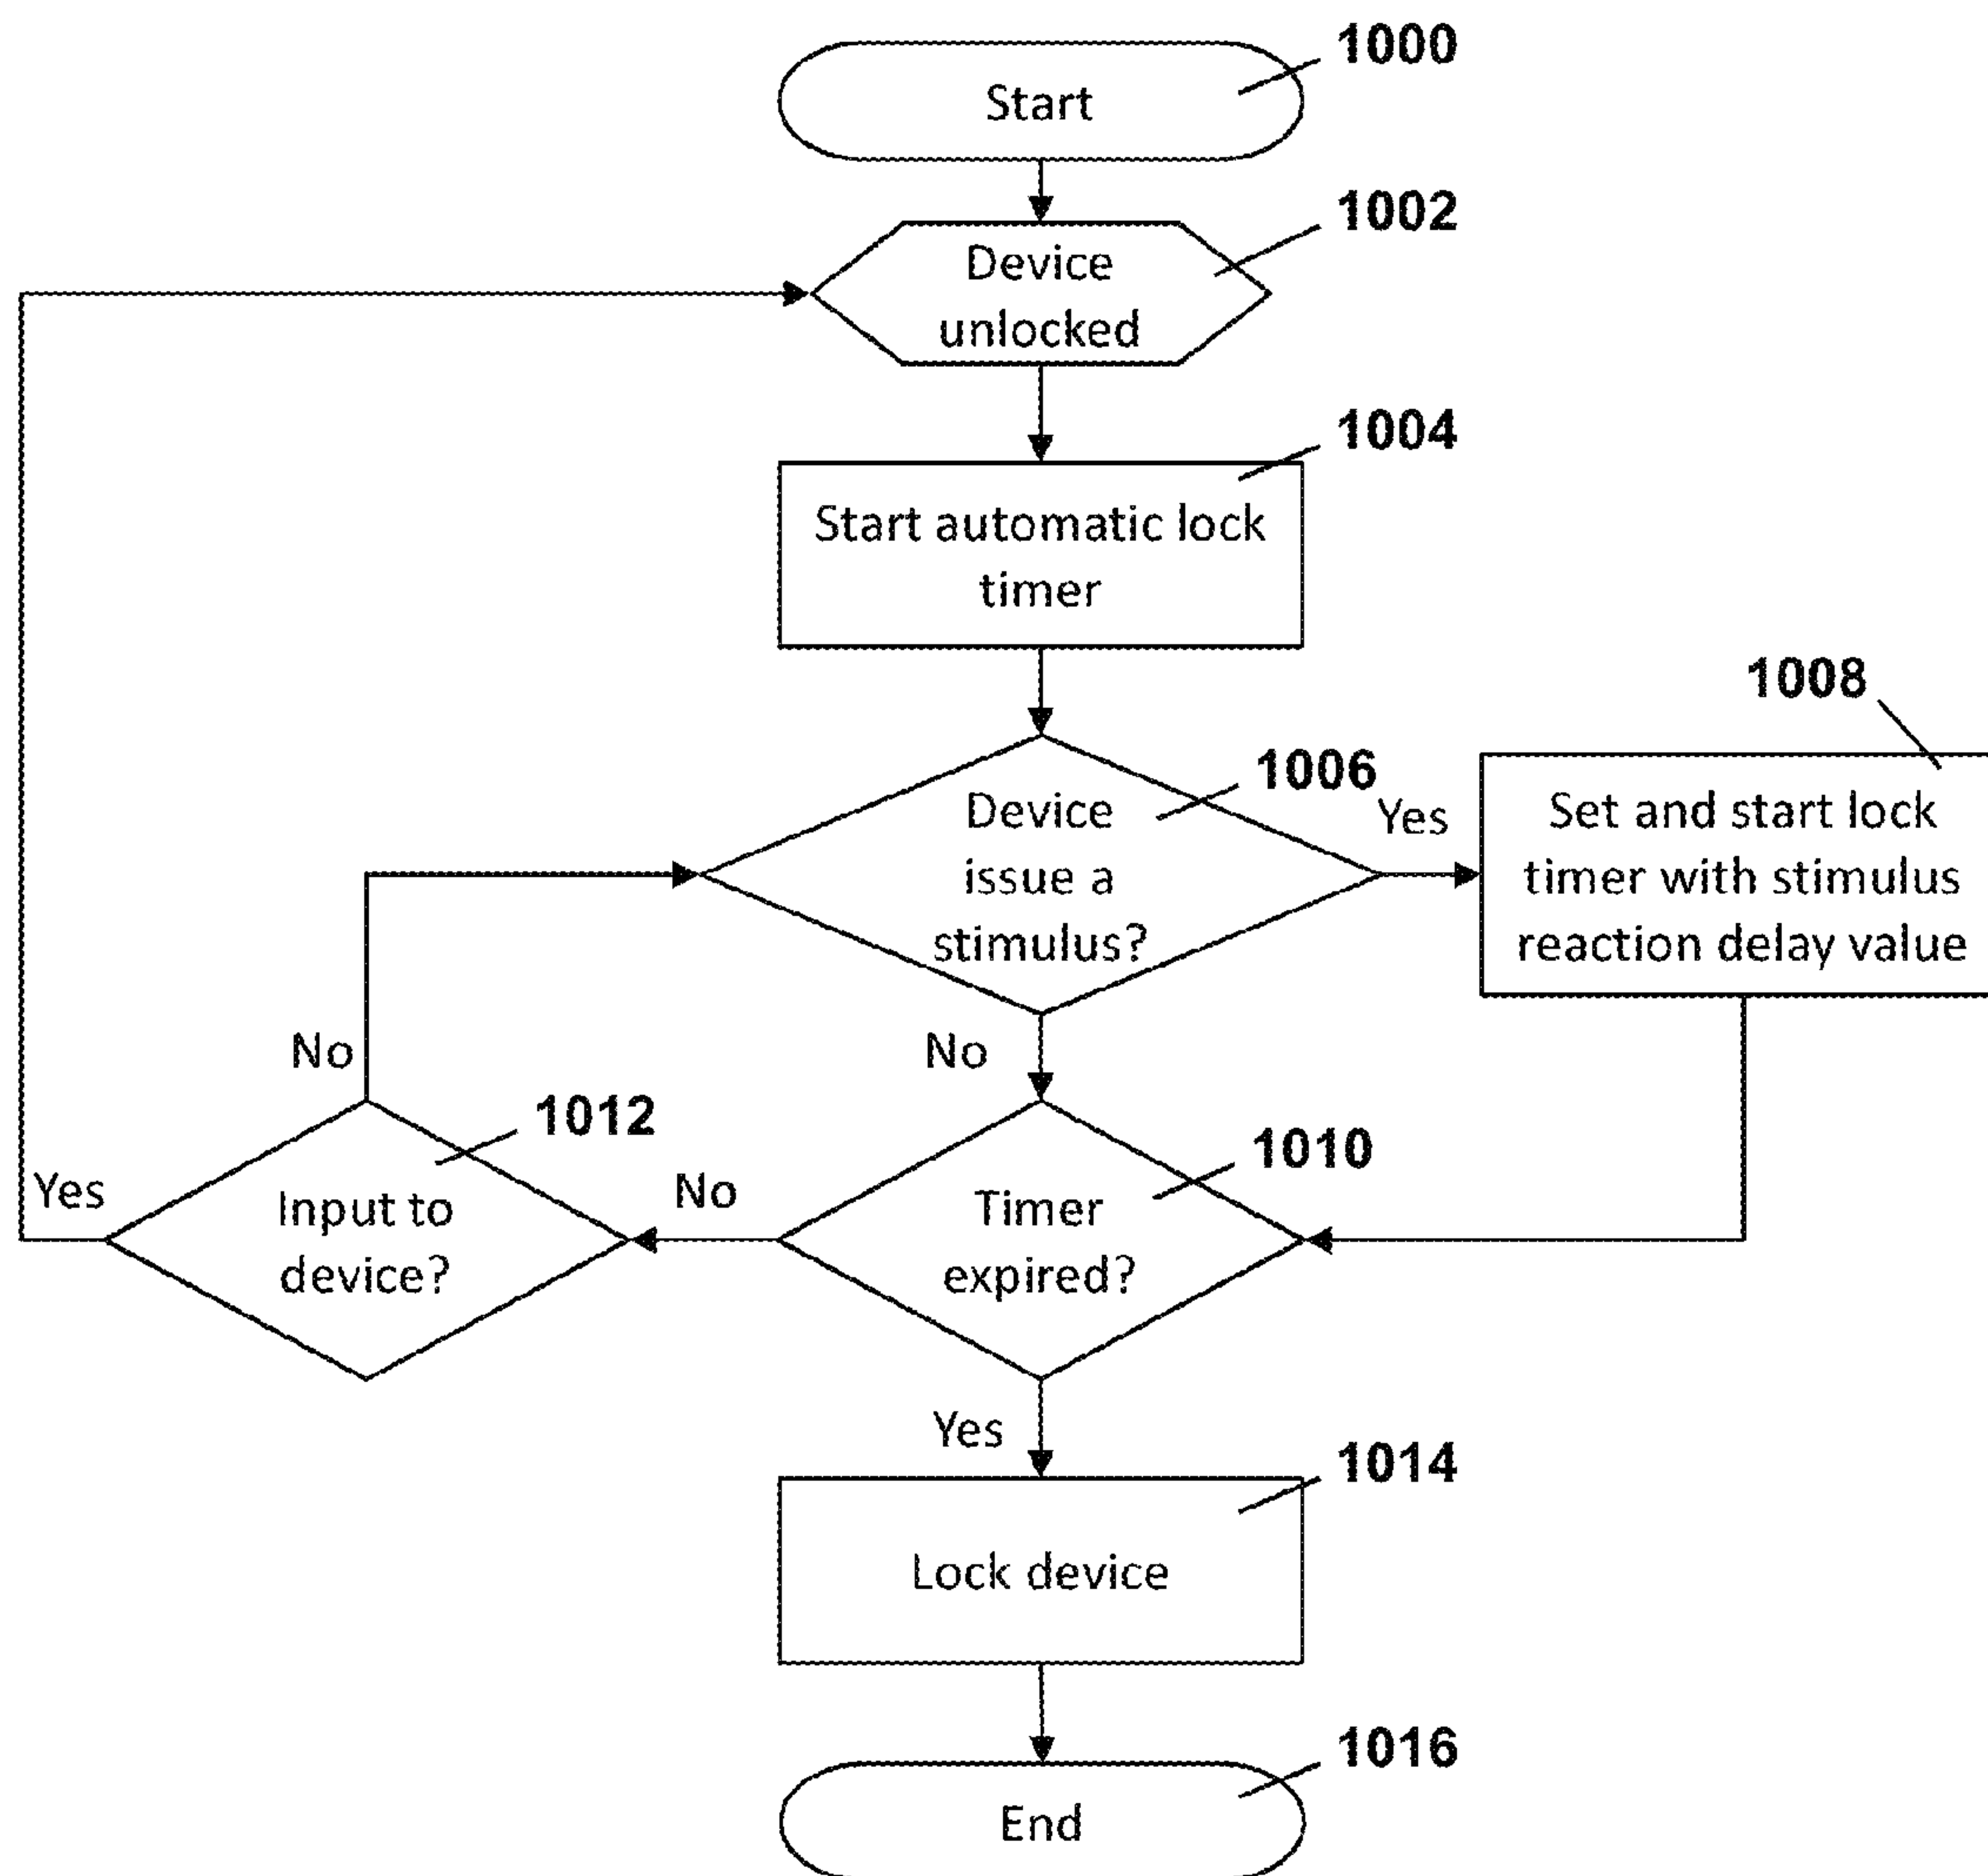 1000
Start
1002
Device
unlocked
1004
Start automatic lock
timer
1008
1006
Device
issue a
stimulus?
Yes
Set and start lock
timer with stimulus
reaction delay value
No
No
1012
1010
Yes
Input to
device?
No
Timer
expired?
Yes
1014
Lock device
1016
End